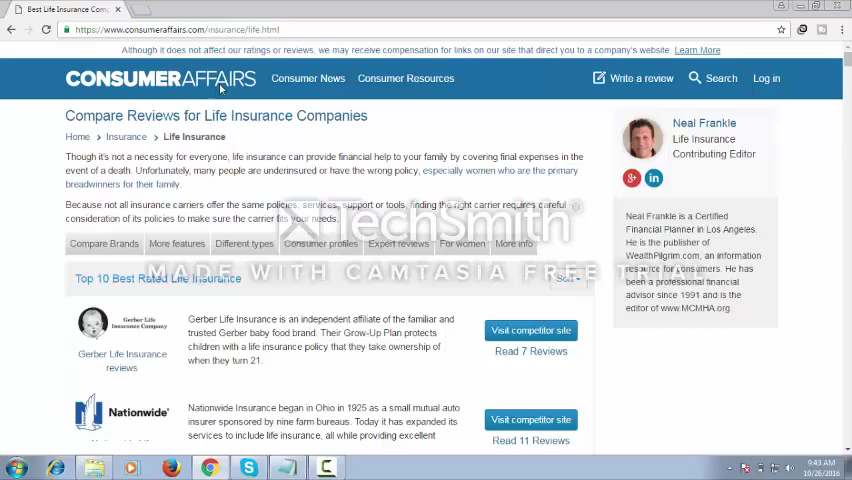 Best Life Insurance Comp
https://www.consumeraffairs.com/insurance/life.html
Although it does not affect our ratings or reviews, we may receive compensation for links on our site that direct you to a company's website. Learn More
CONSUMERAFFAIRS
Consumer News
Consumer Resources
Write a review
Search
Log in
Compare Reviews for Life Insurance Companies
Home > Insurance > Life Insurance
Though it's not a necessity for everyone, life insurance can provide financial help to your family by covering final expenses in the
event of a death. Unfortunately, many people are underinsured or have the wrong policy, especially women who are the primary
breadwinners for their family.
Because not all insurance carriers offer the same policies, services, support or tools, finding the right carrier requires careful
consideration of its policies to make sure the carrier fits your needs.
Compare Brands
More features
Different types
Consumer profiles
Expert reviews
For women
More info
TechSmith®
MADE WITH CAMTASIA FREE TRIAL
Top 10 Best Rated Life Insurance
Sort
Gerber Life
Insurance Company
Gerber Life Insurance
reviews
Gerber Life Insurance is an independent affiliate of the familiar and
trusted Gerber baby food brand. Their Grow-Up Plan protects
children with a life insurance policy that they take ownership of
when they turn 21.
Visit competitor site
Read 7 Reviews
Nationwide®
Nationwide Insurance began in Ohio in 1925 as a small mutual auto
insurer sponsored by nine farm bureaus. Today it has expanded its
services to include life insurance, all while providing excellent
Visit competitor site
Read 11 Reviews
Neal Frankle
Life Insurance
Contributing Editor
Neal Frankle is a Certified
Financial Planner in Los Angeles.
He is the publisher of
WealthPilgrim.com, an information
resource for consumers. He has
been a professional financial
advisor since 1991 and is the
editor of www.MCMHA.org.
9:43 AM
10/26/2016